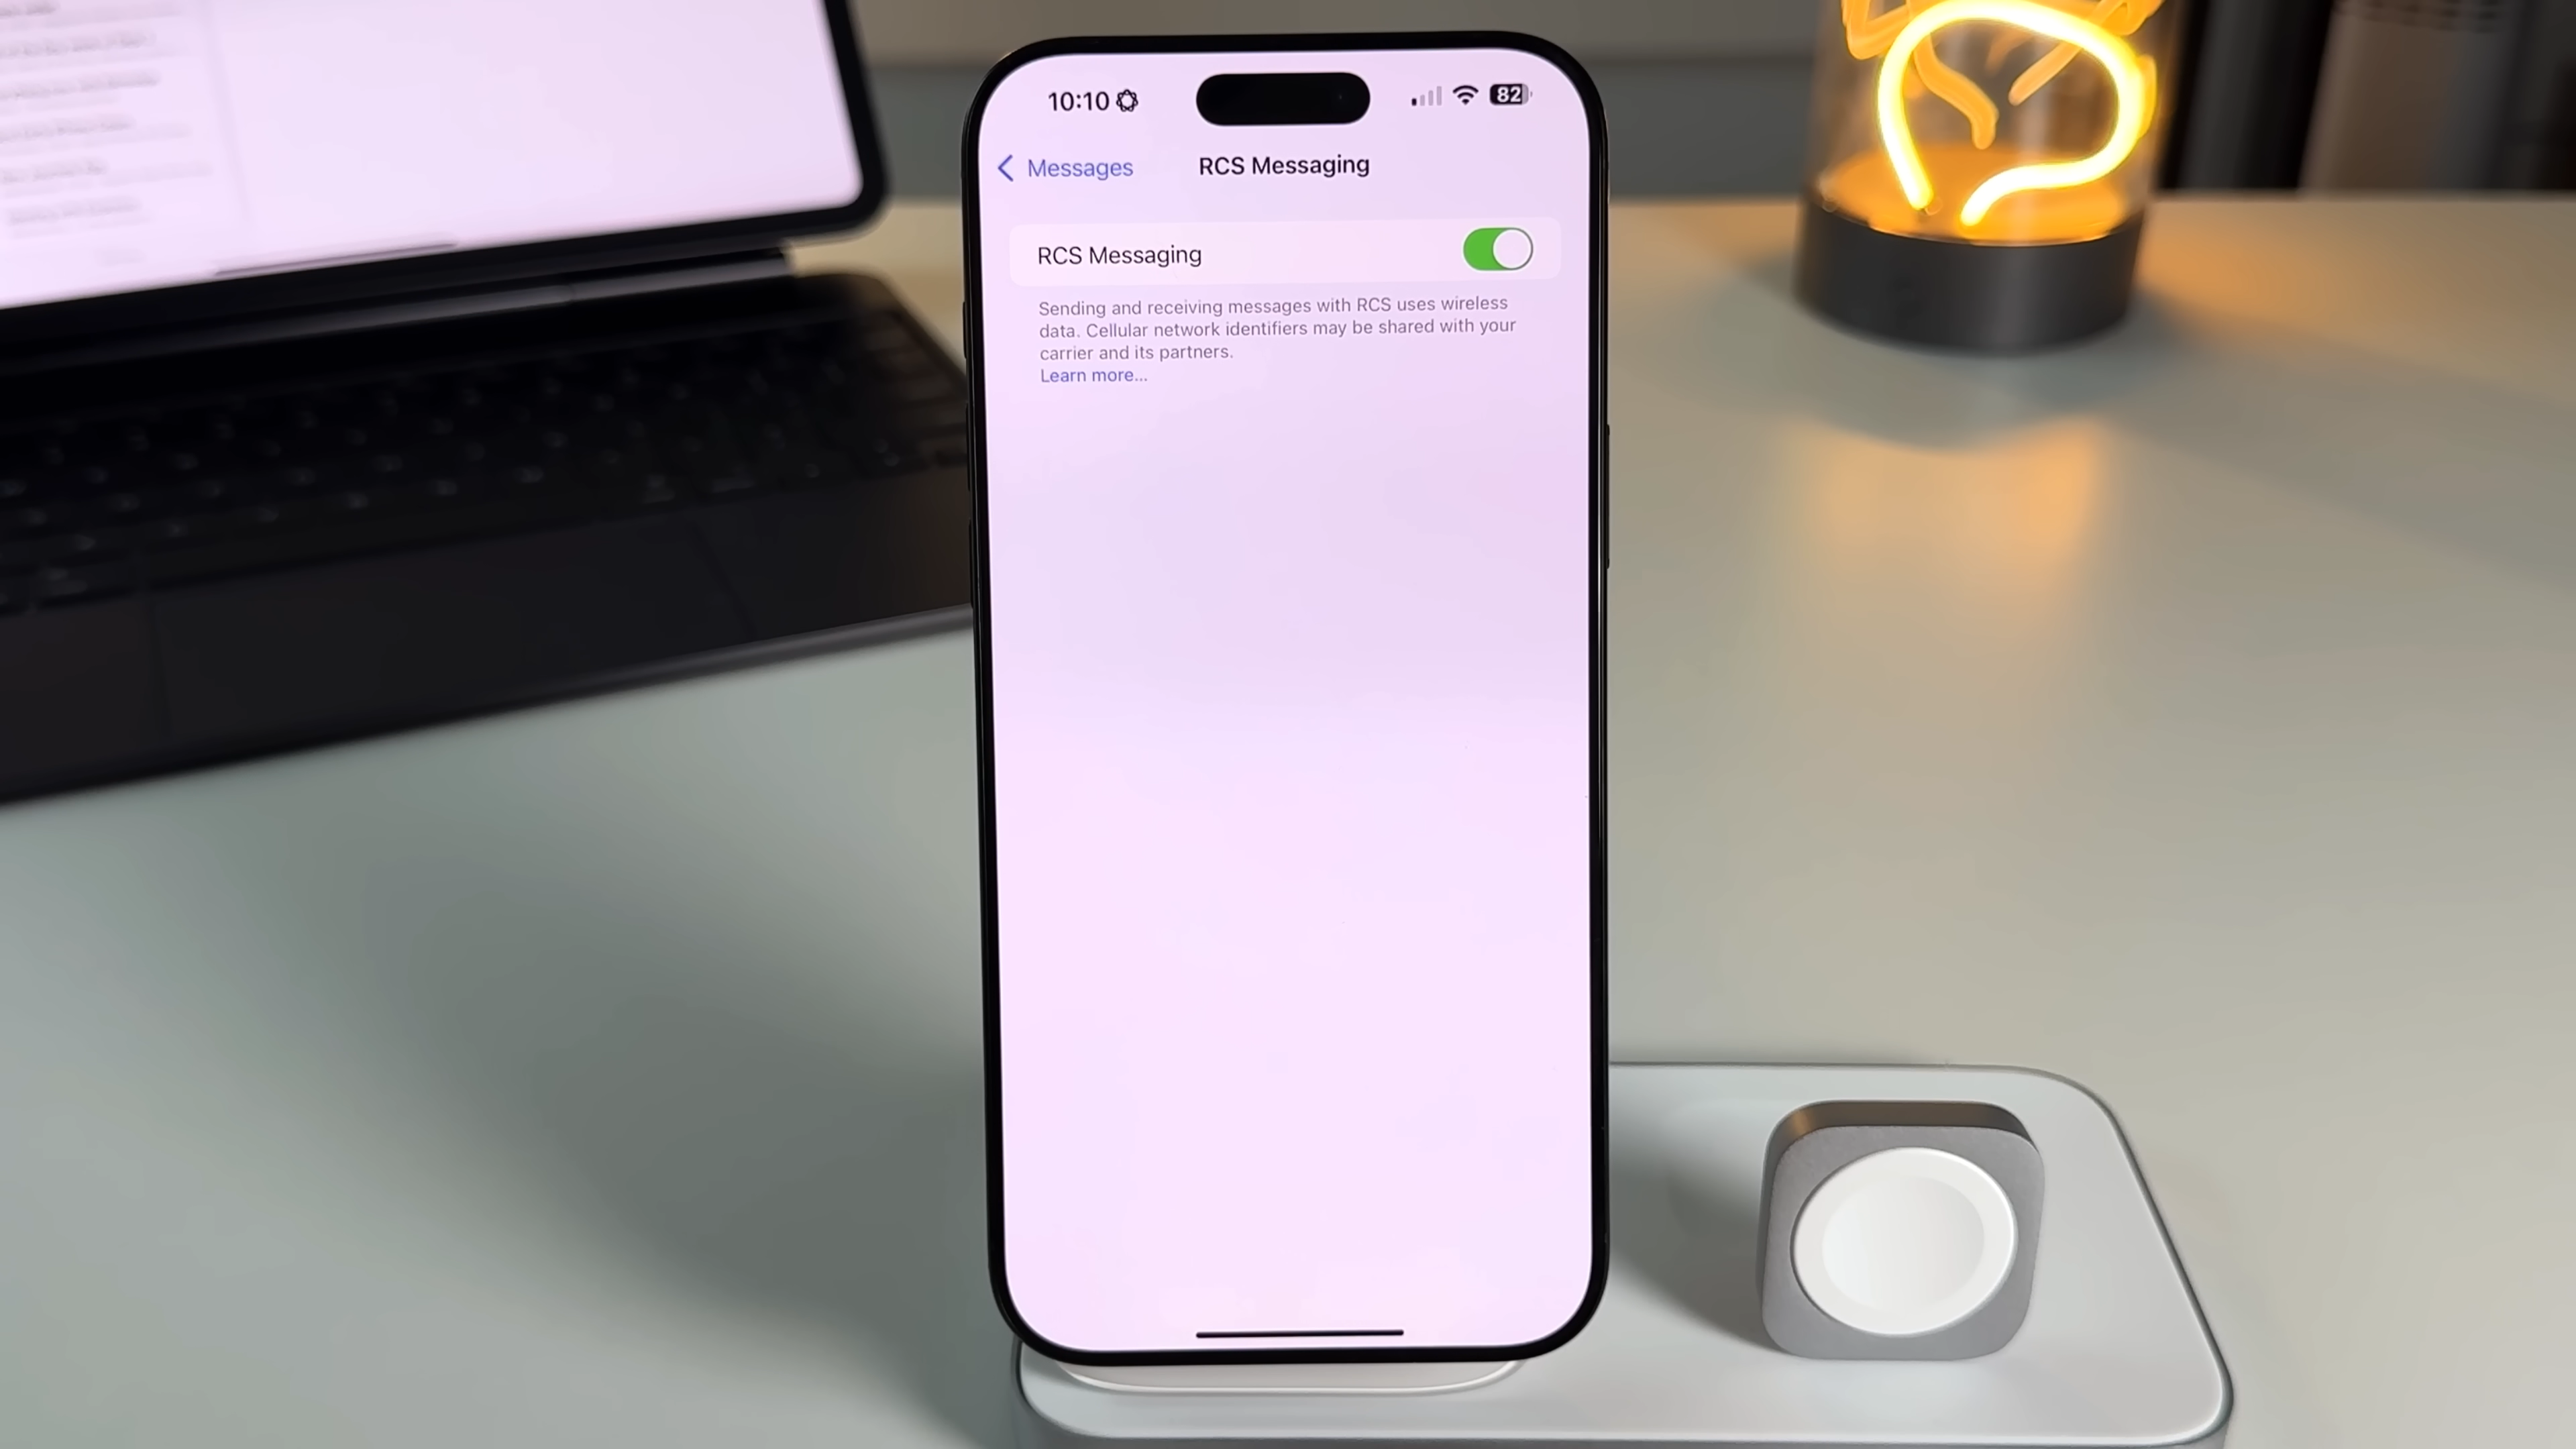 10:10
82
Messages
RCS Messaging
RCS Messaging
Sending and receiving messages with RCS uses wireless
data. Cellular network identifiers may be shared with your
carrier and its partners.
Learn more...